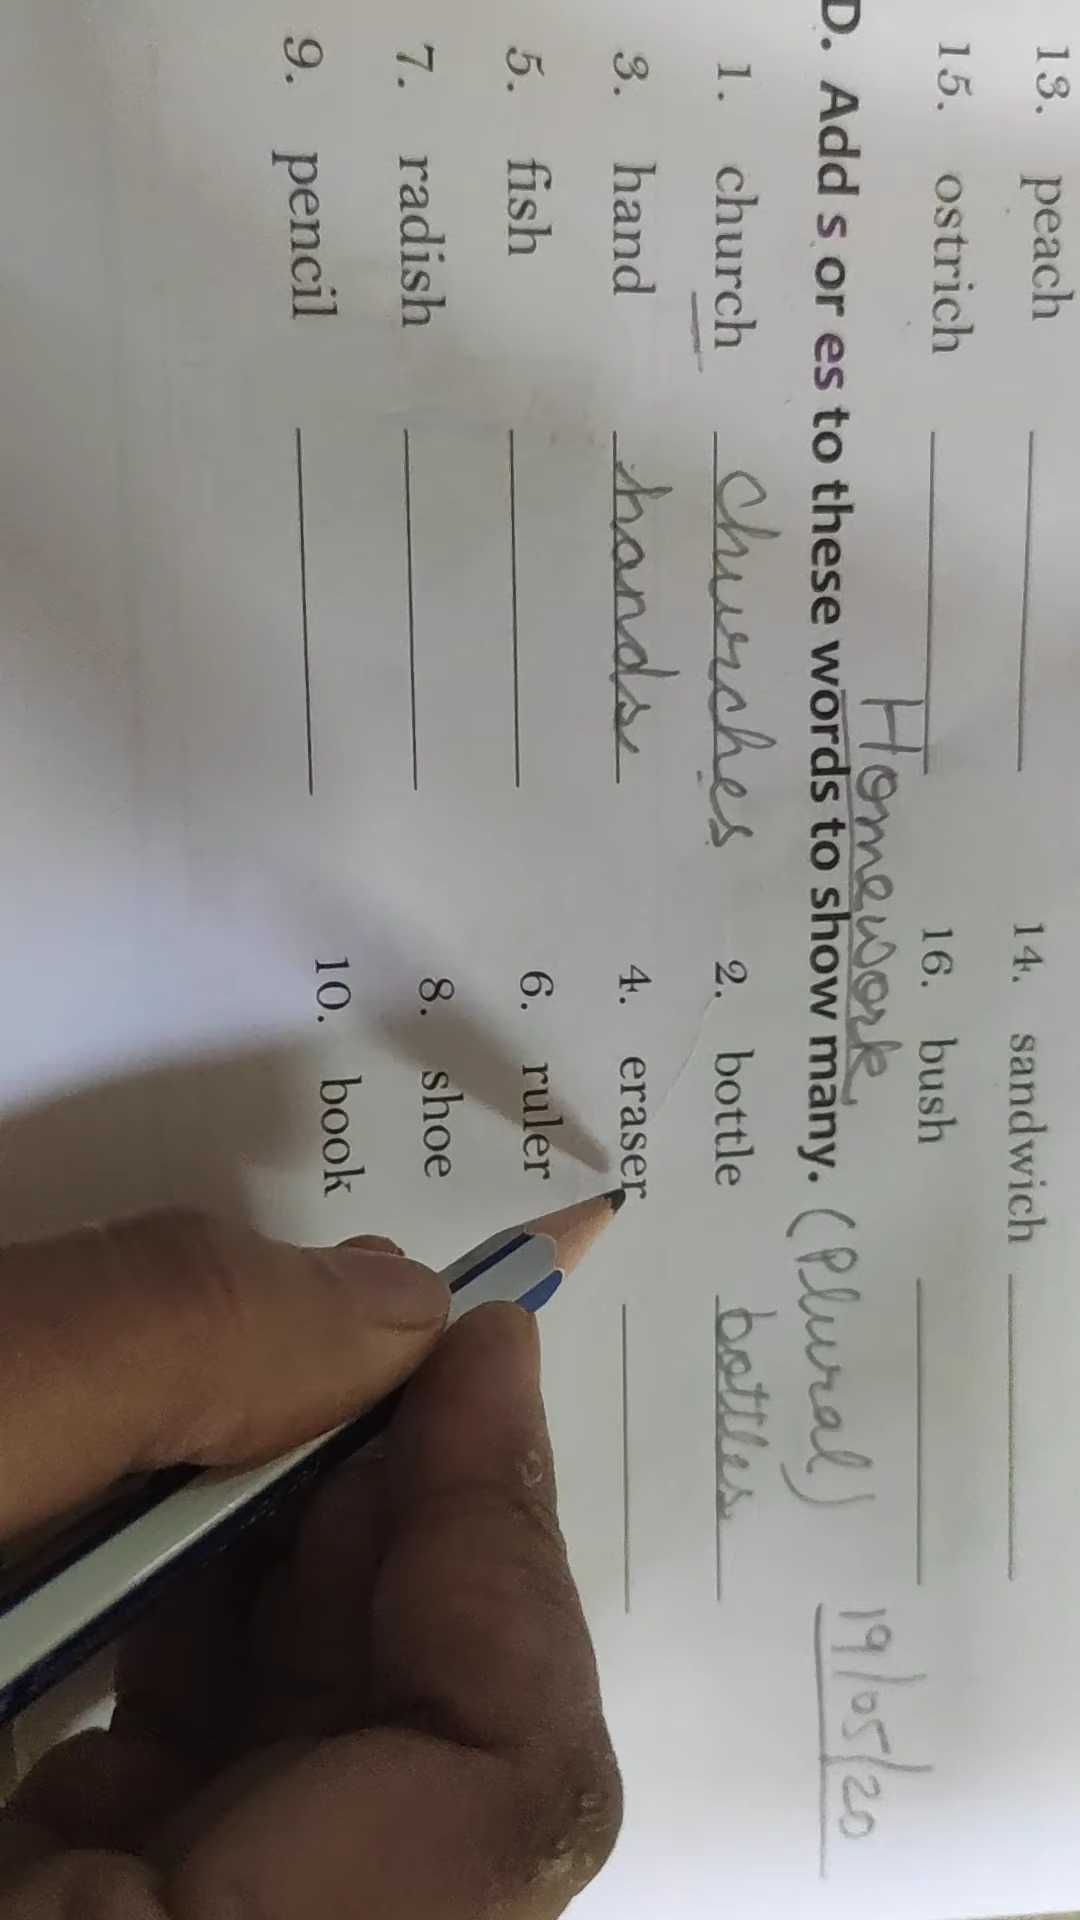 13. peach 14. sandwich
15. ostrich 16. bush
Homework 19/05/20
D. Add s or es to these words to show many. (Plural)
1. church churches 2. bottle bottles
3. hand hands 4. eraser
5. fish 6. ruler
7. radish 8. shoe
9. pencil 10. book